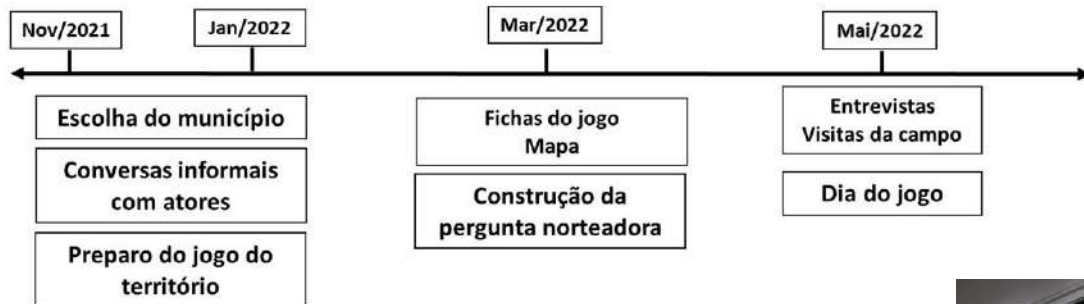 Nov/2021
Jan/2022
Mar/2022
Mai/2022
Escolha do município
Conversas informais
com atores
Preparo do jogo do
território
Fichas do jogo
Mapa
Construção da
pergunta norteadora
Entrevistas
Visitas da campo
Dia do jogo